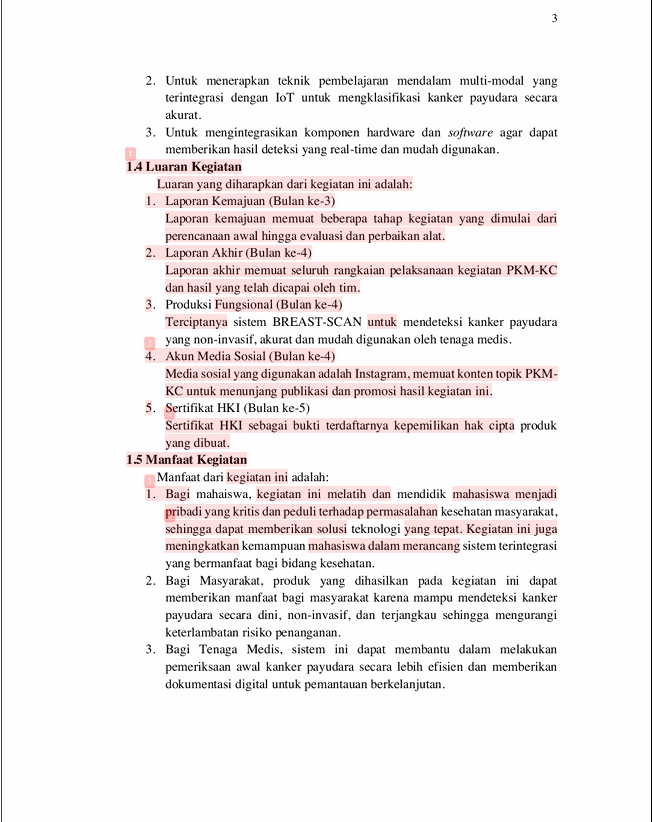 3
2. Untuk menerapkan teknik pembelajaran mendalam multi-modal yang
terintegrasi dengan IoT untuk mengklasifikasi kanker payudara secara
akurat.
3. Untuk mengintegrasikan komponen hardware dan software agar dapat
memberikan hasil deteksi yang real-time dan mudah digunakan.
1
1.4 Luaran Kegiatan
Luaran yang diharapkan dari kegiatan ini adalah:
1. Laporan Kemajuan (Bulan ke-3)
Laporan kemajuan memuat beberapa tahap kegiatan yang dimulai dari
perencanaan awal hingga evaluasi dan perbaikan alat.
2. Laporan Akhir (Bulan ke-4)
Laporan akhir memuat seluruh rangkaian pelaksanaan kegiatan PKM-KC
dan hasil yang telah dicapai oleh tim.
3. Produksi Fungsional (Bulan ke-4)
Terciptanya sistem BREAST-SCAN untuk mendeteksi kanker payudara
yang non-invasif, akurat dan mudah digunakan oleh tenaga medis.
1
4. Akun Media Sosial (Bulan ke-4)
Media sosial yang digunakan adalah Instagram, memuat konten topik PKM-
KC untuk menunjang publikasi dan promosi hasil kegiatan ini.
5. Sertifikat HKI (Bulan ke-5)
Sertifikat HKI sebagai bukti terdaftarnya kepemilikan hak cipta produk
yang dibuat.
1.5 Manfaat Kegiatan
1
Manfaat dari kegiatan ini adalah:
1. Bagi mahaiswa, kegiatan ini melatih dan mendidik mahasiswa menjadi
pribadi yang kritis dan peduli terhadap permasalahan kesehatan masyarakat,
sehingga dapat memberikan solusi teknologi yang tepat. Kegiatan ini juga
meningkatkan kemampuan mahasiswa dalam merancang sistem terintegrasi
yang bermanfaat bagi bidang kesehatan.
2. Bagi Masyarakat, produk yang dihasilkan pada kegiatan ini dapat
memberikan manfaat bagi masyarakat karena mampu mendeteksi kanker
payudara secara dini, non-invasif, dan terjangkau sehingga mengurangi
keterlambatan risiko penanganan.
3. Bagi Tenaga Medis, sistem ini dapat membantu dalam melakukan
pemeriksaan awal kanker payudara secara lebih efisien dan memberikan
dokumentasi digital untuk pemantauan berkelanjutan.